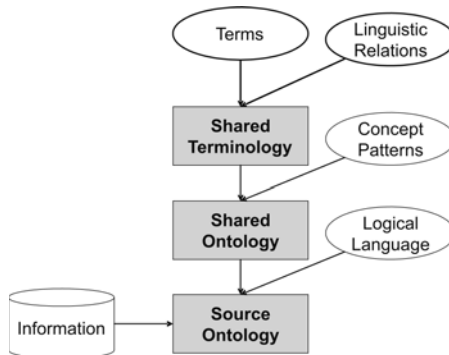 Terms
Linguistic
Relations
Shared
Terminology
Concept
Patterns
Shared
Ontology
Logical
Language
Information
Source
Ontology